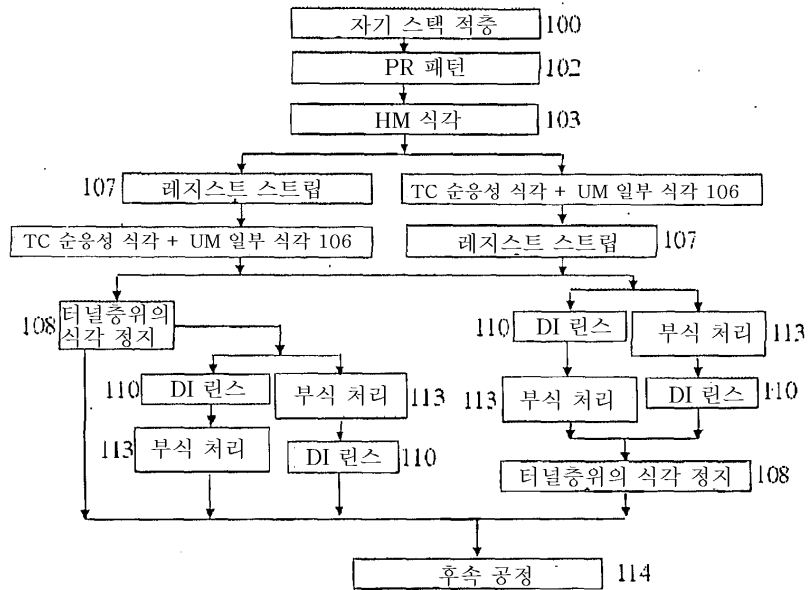 자기 스택 적층 100
PR 패턴 102
HM 식각 103
107 레지스트 스트립
TC 순응성 식각 + UM 일부 식각 106
TC 순응성 식각 + UM 일부 식각 106
레지스트 스트립 107
108 터널층위의
식각 정지
110 DI 린스
부식 처리 113
110 DI 린스
부식 처리 113
113 부식 처리
DI 린스 110
113 부식 처리
DI 린스 110
터널층위의 식각 정지 108
후속 공정 114